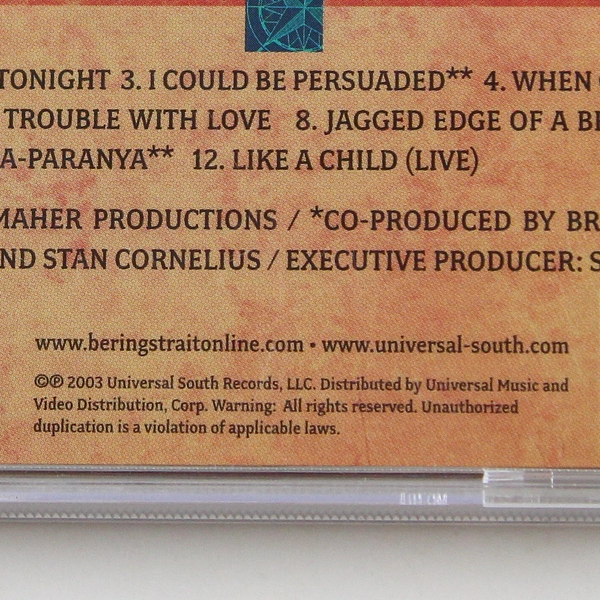 TONIGHT 3. I COULD BE PERSUADED** 4. WHEN
TROUBLE WITH LOVE 8. JAGGED EDGE OF A
A-PARANYA** 12. LIKE A CHILD (LIVE)
MAHER PRODUCTIONS / *CO-PRODUCED BY BR
ND STAN CORNELIUS / EXECUTIVE PRODUCER: S
www.beringstraitonline.com • www.universal-south.com
©℗ 2003 Universal South Records, LLC. Distributed by Universal Music and
Video Distribution, Corp. Warning: All rights reserved. Unauthorized
duplication is a violation of applicable laws.